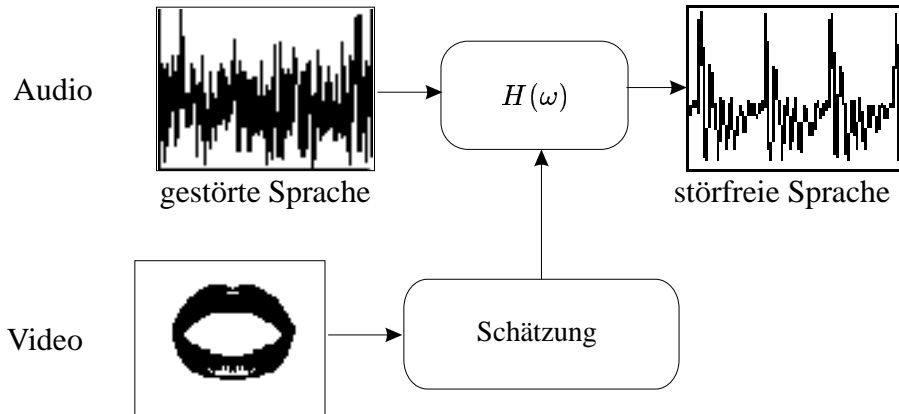 Audio
H(ω)
gestörte Sprache
störfreie Sprache
Video
Schätzung